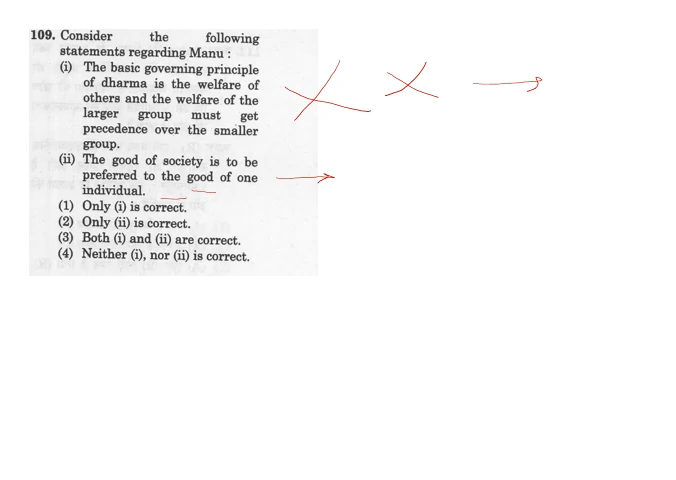 109. Consider the following
statements regarding Manu :
(i) The basic governing principle
of dharma is the welfare of
others and the welfare of the
larger group must get
precedence over the smaller
group.
(ii) The good of society is to be
preferred to the good of one
individual.
(1) Only (i) is correct.
(2) Only (ii) is correct.
(3) Both (i) and (ii) are correct.
(4) Neither (i), nor (ii) is correct.